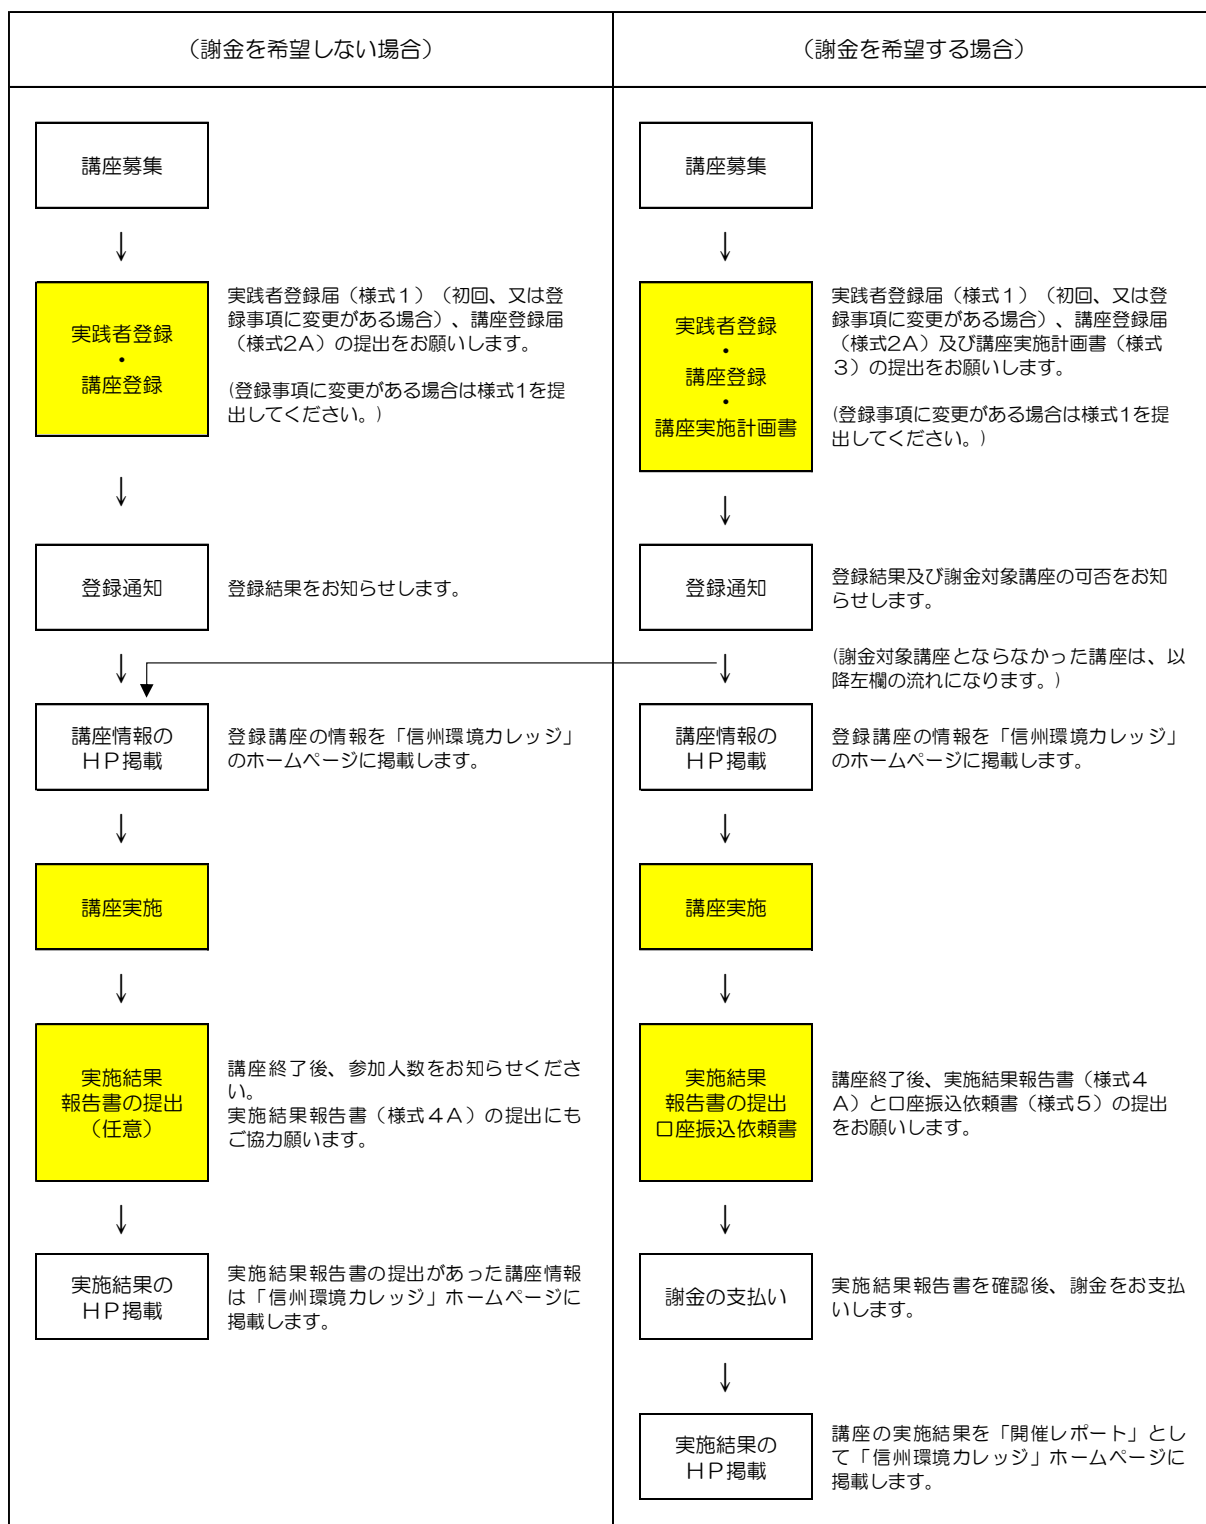 （謝金を希望しない場合）
講座募集
↓
実践者登録
・
講座登録
実践者登録届（様式１）（初回、又は登
録事項に変更がある場合）、講座登録届
（様式2A）の提出をお願いします。
(登録事項に変更がある場合は様式1を提
出してください。)
↓
登録通知
登録結果をお知らせします。
↓
講座情報の
ＨＰ掲載
登録講座の情報を「信州環境カレッジ」
のホームページに掲載します。
↓
講座実施
↓
実施結果
報告書の提出
（任意）
講座終了後、参加人数をお知らせくださ
い。
実施結果報告書（様式４Ａ）の提出にも
ご協力願います。
↓
実施結果の
ＨＰ掲載
実施結果報告書の提出があった講座情報
は「信州環境カレッジ」ホームページに
掲載します。
（謝金を希望する場合）
講座募集
↓
実践者登録
・
講座登録
・
講座実施計画書
実践者登録届（様式１）（初回、又は登
録事項に変更がある場合）、講座登録届
（様式2A）及び講座実施計画書（様式
３）の提出をお願いします。
(登録事項に変更がある場合は様式1を提
出してください。)
↓
登録通知
登録結果及び謝金対象講座の可否をお知
らせします。
↓
(謝金対象講座とならなかった講座は、以
降左欄の流れになります。)
講座情報の
ＨＰ掲載
登録講座の情報を「信州環境カレッジ」
のホームページに掲載します。
↓
講座実施
↓
実施結果
報告書の提出
口座振込依頼書
講座終了後、実施結果報告書（様式４
Ａ）と口座振込依頼書（様式５）の提出
をお願いします。
↓
謝金の支払い
実施結果報告書を確認後、謝金をお支払
いします。
↓
実施結果の
ＨＰ掲載
講座の実施結果を「開催レポート」とし
て「信州環境カレッジ」ホームページに
掲載します。